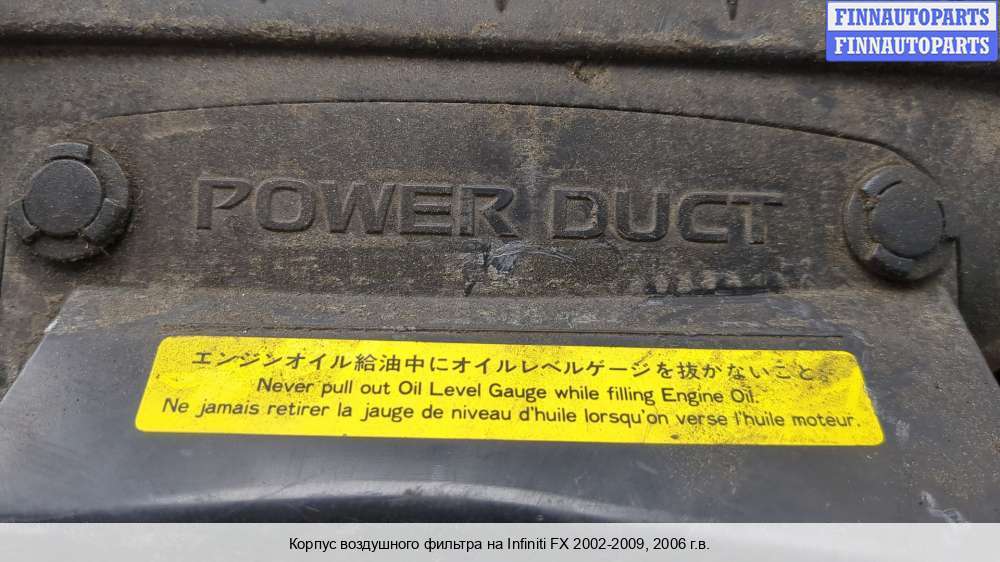 FINNAUTOPARTS
FINNAUTOPARTS
POWER DUCT
エンジンオイル給油中にオイルレベルゲージを抜かないこと。
Never pull out Oil Level Gauge while filling Engine Oil.
Ne jamais retirer la jauge de niveau d'huile lorsqu'on verse l'huile moteur.
Корпус воздушного фильтра на Infiniti FX 2002-2009, 2006 г.в.